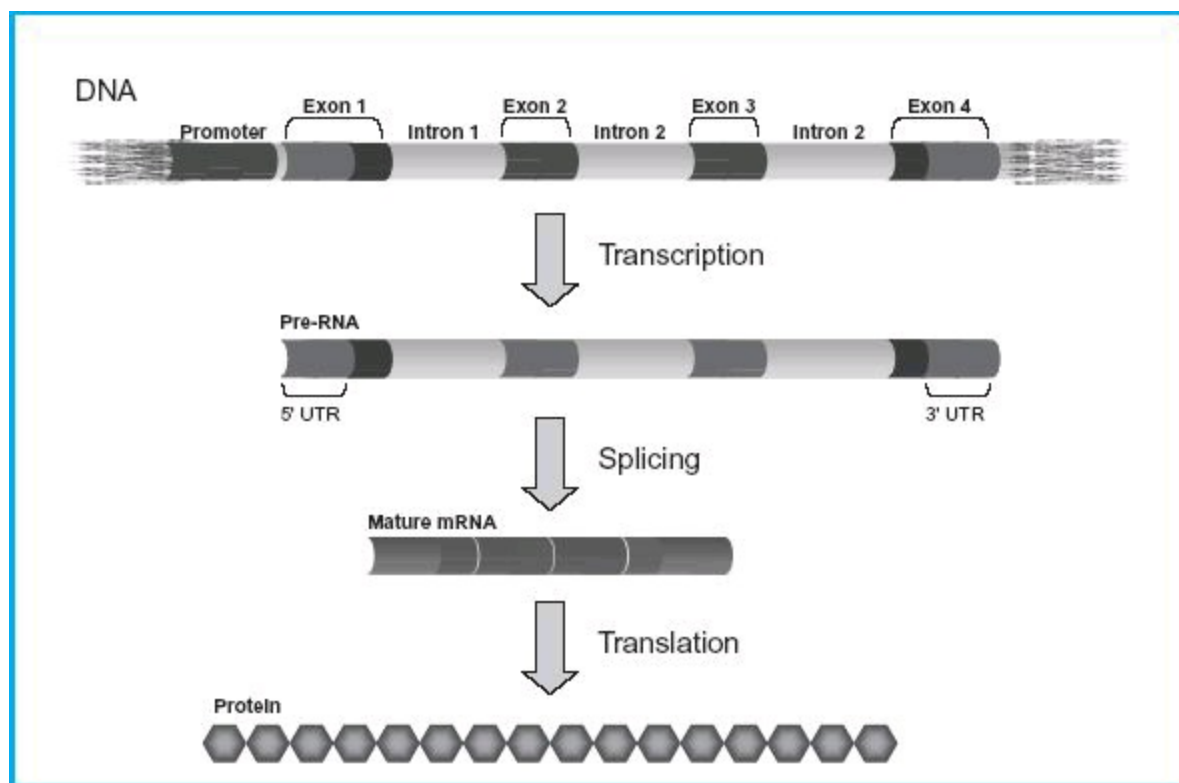 DNA
Exon 1
Exon 2
Exon 3
Exon 4
Promoter
Intron 1
Intron 2
Intron 2
Transcription
Pre-RNA
5' UTR
3' UTR
Splicing
Mature mRNA
Translation
Protein